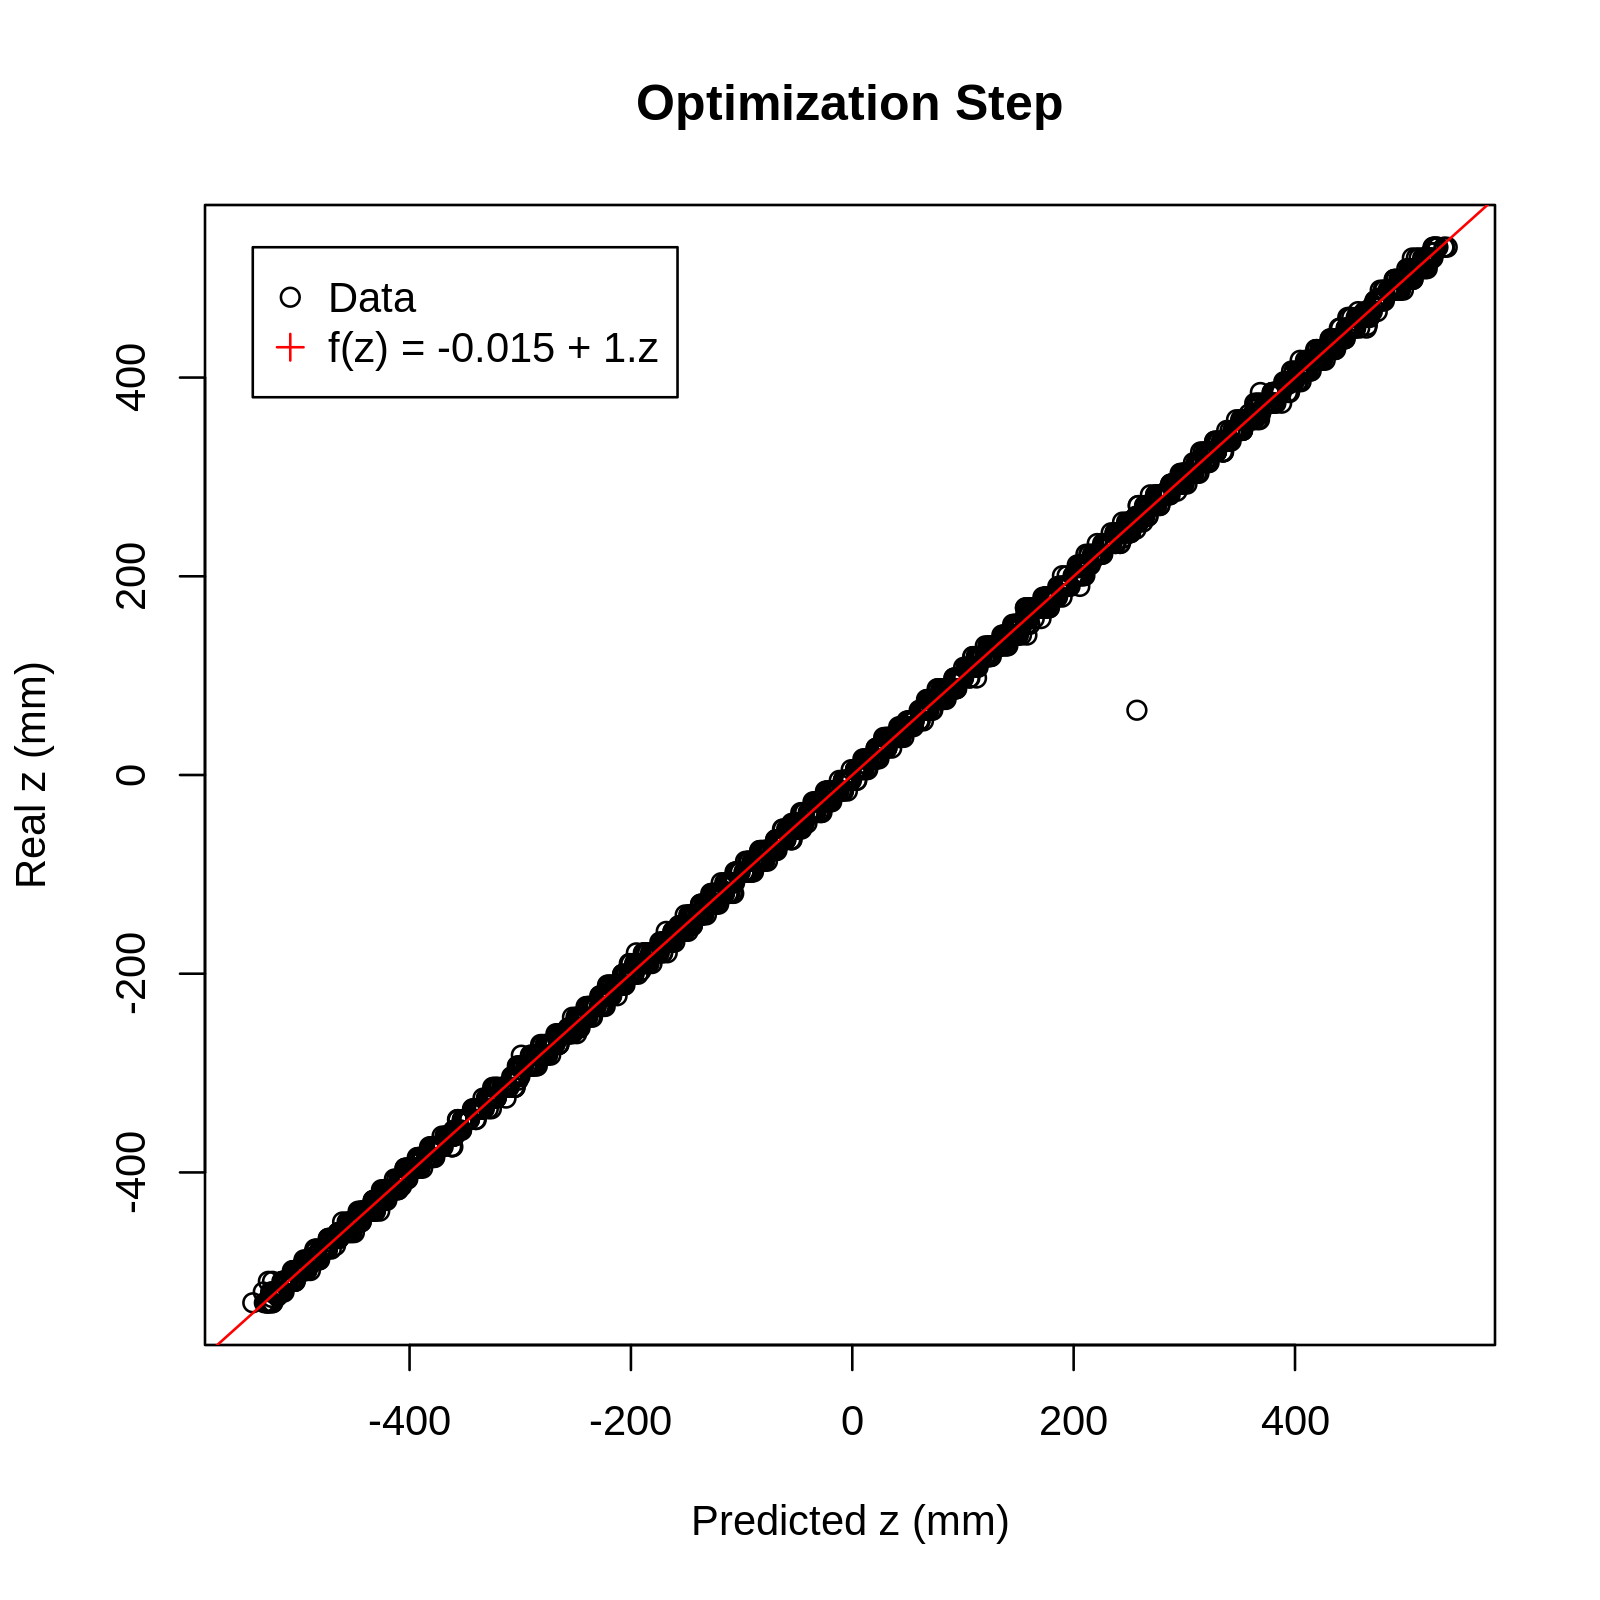 Optimization Step
Data
f(z) = -0.015 + 1.z
400
200
0
-200
-400
Real z (mm)
-400
-200
0
200
400
Predicted z (mm)